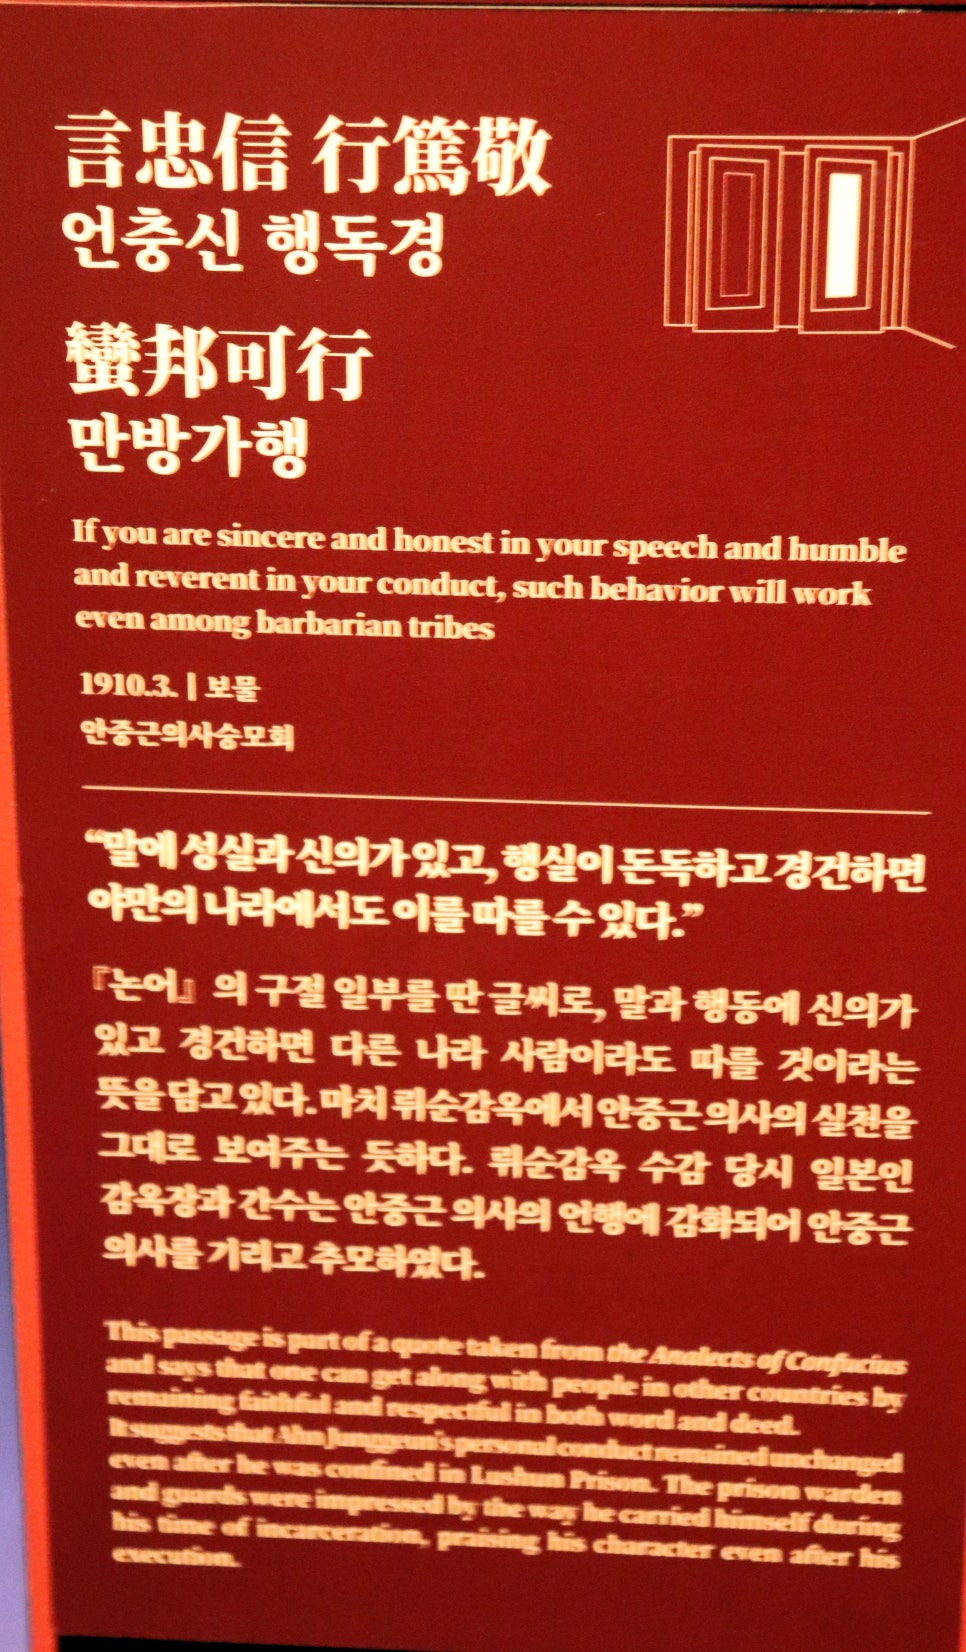 言忠信 行篤敬
언충신 행독경
蠻邦可行
만방가행
If you are sincere and honest in your speech and humble
and reverent in your conduct, such behavior will work
even among barbarian tribes
1910.3. | 보물
안중근의사숭모회
“말에 성실과 신의가 있고, 행실이 돈독하고 경건하면
야만의 나라에서도 이를 따를 수 있다.”
『논어』의 구절 일부를 딴 글씨로, 말과 행동에 신의가
있고 경건하면 다른 나라 사람이라도 따를 것이라는
뜻을 담고 있다. 마치 뤼순감옥에서 안중근 의사의 실천을
그대로 보여주는 듯하다. 뤼순감옥 수감 당시 일본인
감옥장과 간수는 안중근 의사의 언행에 감화되어 안중근
의사를 기리고 추모하였다.
This passage is part of a quote taken from the Analects of Confucius
and says that one can get along with people in other countries by
remaining faithful and respectful in both word and deed.
It suggests that Ahn Junggeun's personal conduct remained unchanged
even after he was confined in Lushun Prison. The prison warden
and guards were impressed by the way he carried himself during
his time of incarceration, praising his character even after his
execution.